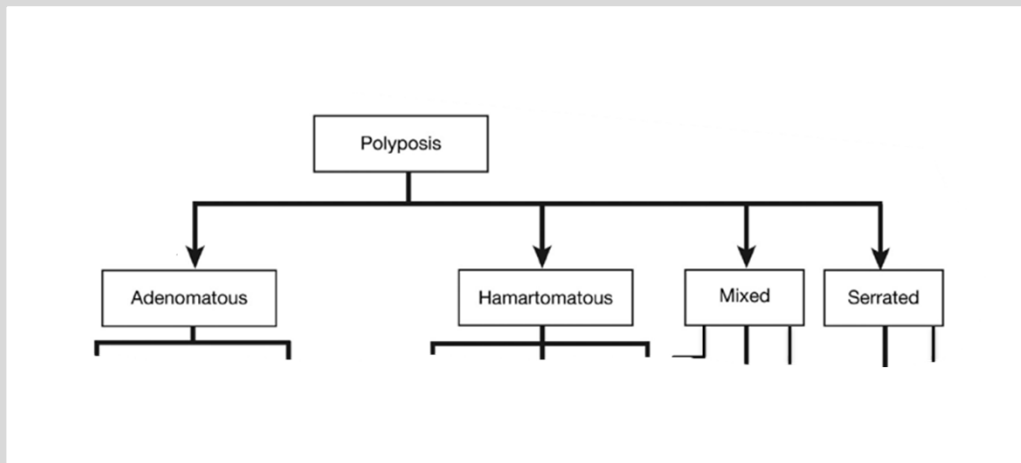 Polyposis
Adenomatous
Hamartomatous
Mixed
Serrated